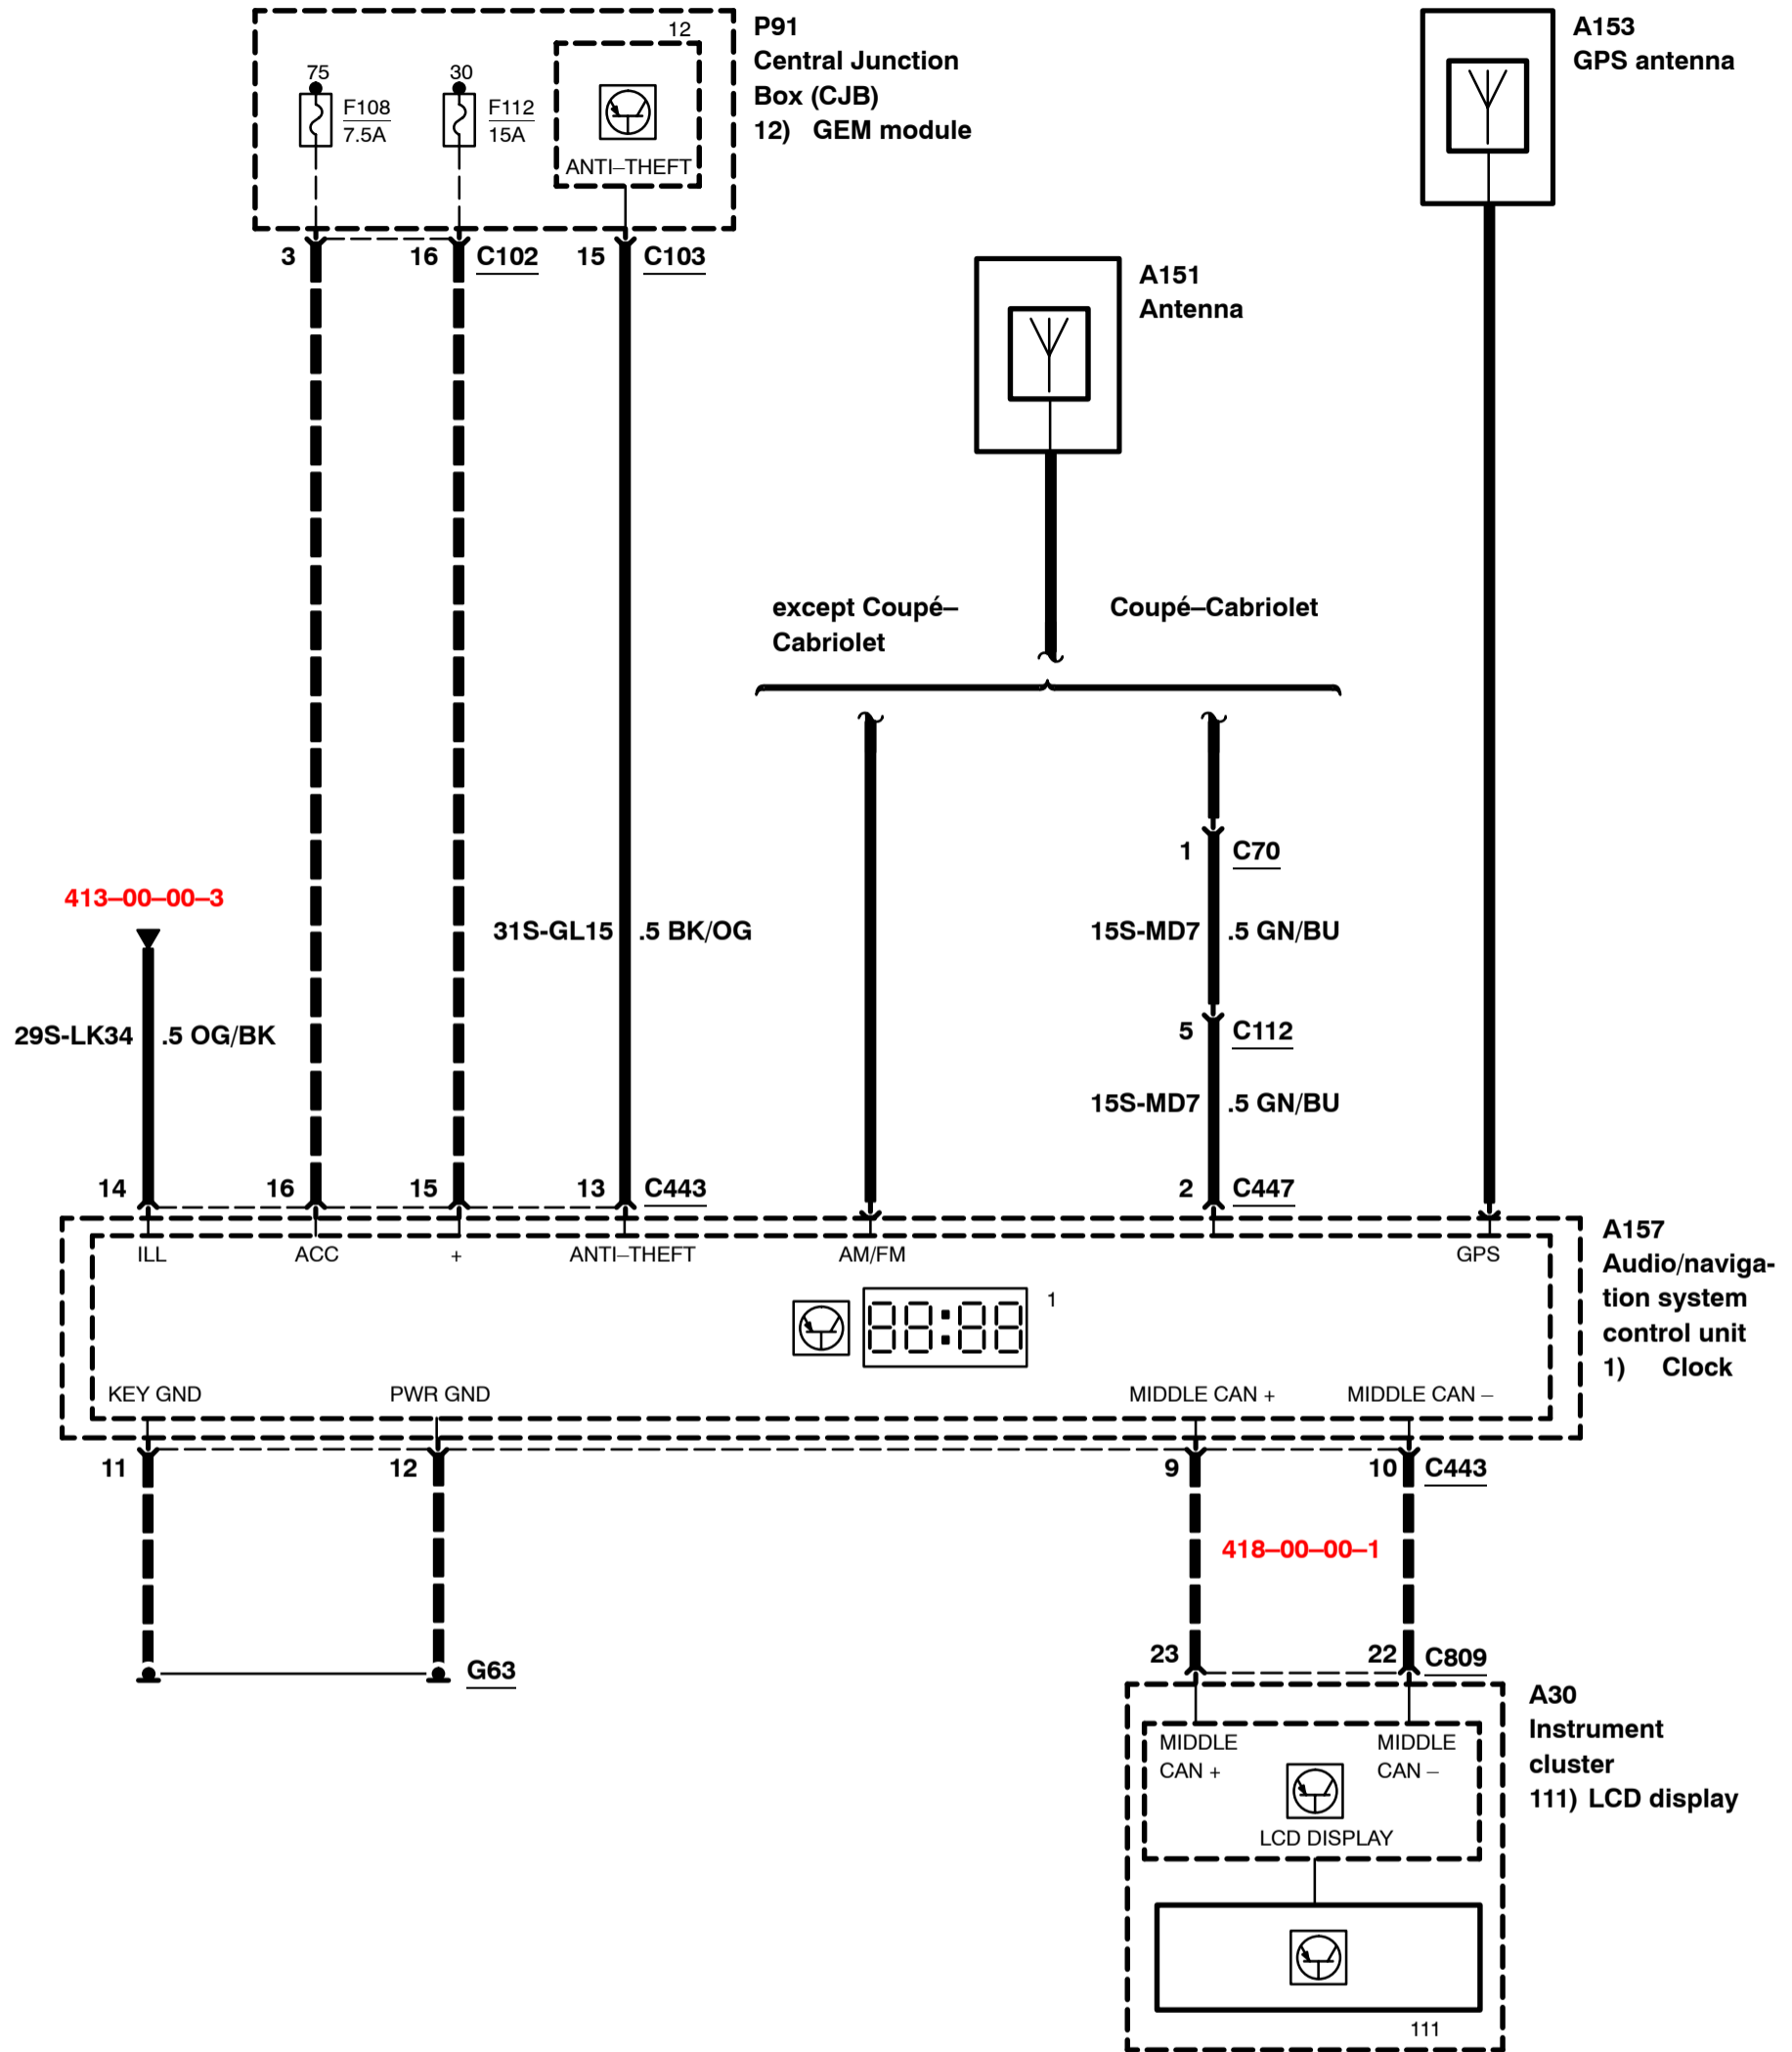 12
P91
Central Junction
Box (CJB)
12) GEM module
75
F108
7.5A
30
F112
15A
ANTI–THEFT
3
16
C102
15
C103
A153
GPS antenna
A151
Antenna
except Coupé–
Cabriolet
Coupé–Cabriolet
1
C70
413–00–00–3
31S-GL15
.5 BK/OG
15S-MD7
.5 GN/BU
29S-LK34
.5 OG/BK
5
C112
15S-MD7
.5 GN/BU
14
16
15
13
C443
2
C447
ILL
ACC
+
ANTI–THEFT
AM/FM
GPS
A157
Audio/naviga-
tion system
control unit
1) Clock
88:88
1
KEY GND
PWR GND
MIDDLE CAN +
MIDDLE CAN –
11
12
9
10
C443
418–00–00–1
G63
23
22
C809
A30
Instrument
cluster
111) LCD display
MIDDLE
CAN +
MIDDLE
CAN –
LCD DISPLAY
111